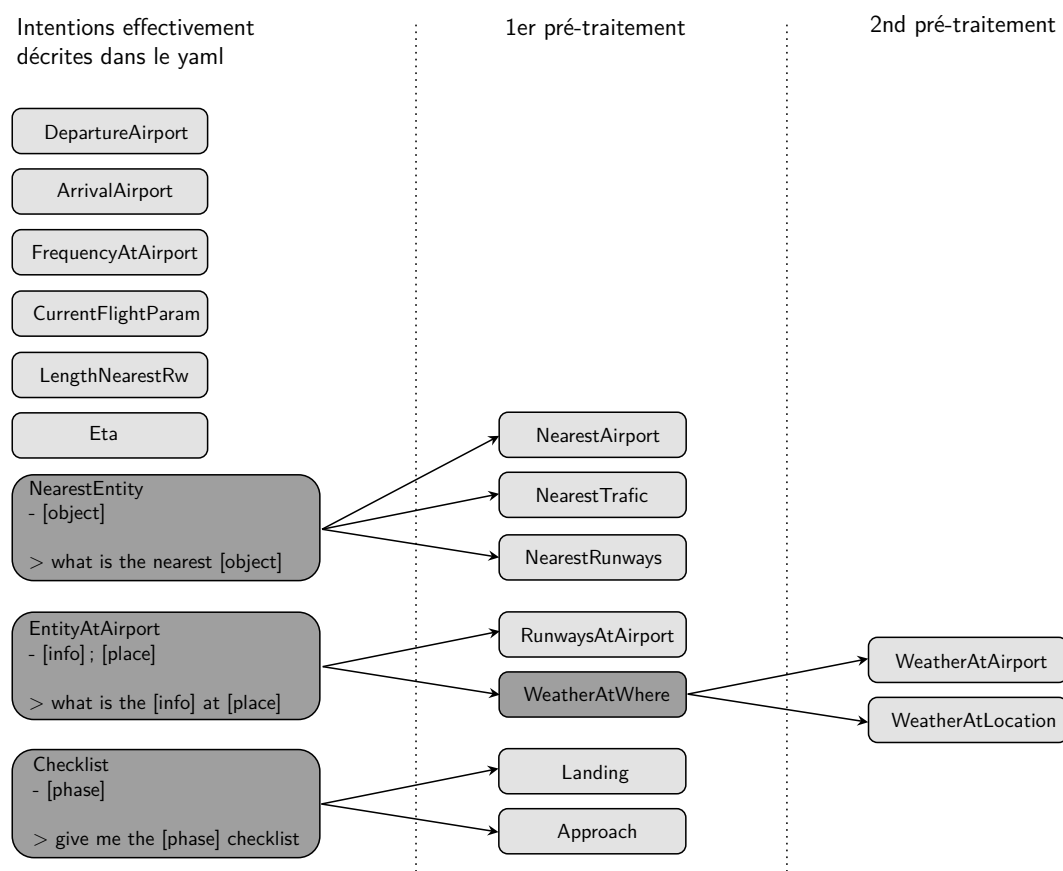 Intentions effectivement
décrites dans le yaml
1er pré-traitement
2nd pré-traitement
DepartureAirport
ArrivalAirport
FrequencyAtAirport
CurrentFlightParam
LengthNearestRw
Eta
NearestEntity
- [object]
> what is the nearest [object]
NearestAirport
NearestTrafic
NearestRunways
EntityAtAirport
- [info] ; [place]
> what is the [info] at [place]
RunwaysAtAirport
WeatherAtWhere
WeatherAtAirport
WeatherAtLocation
Checklist
- [phase]
> give me the [phase] checklist
Landing
Approach